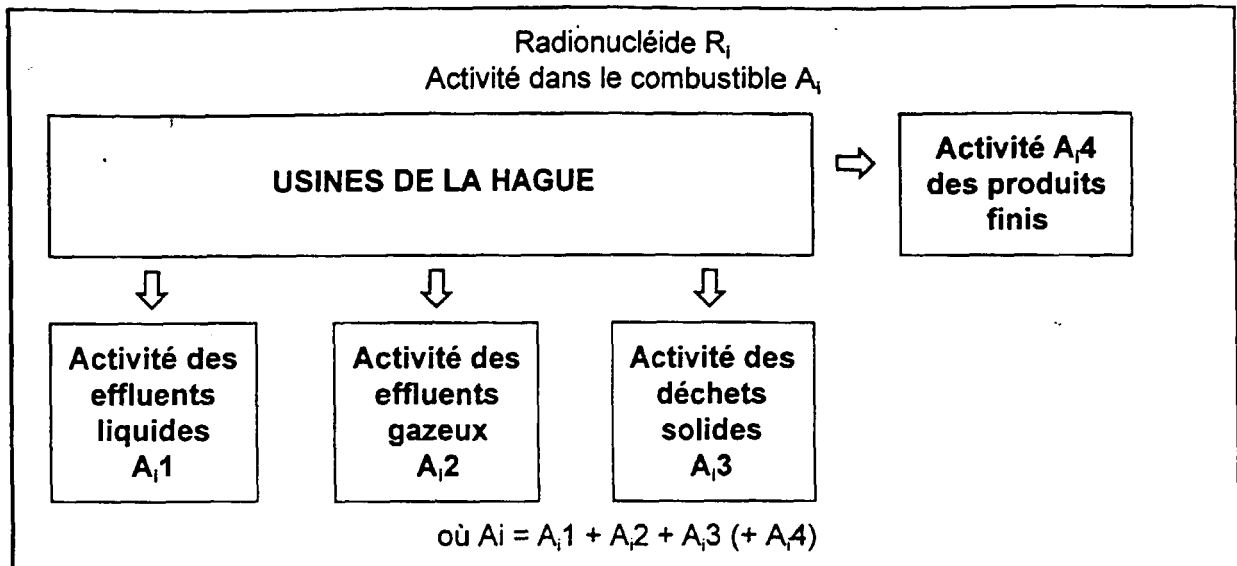 Radionucléide Rᵢ
Activité dans le combustible Aᵢ
USINES DE LA HAGUE
Activité Aᵢ4
des produits
finis
Activité des
effluents
liquides
Aᵢ1
Activité des
effluents
gazeux
Aᵢ2
Activité des
déchets
solides
Aᵢ3
où Ai = Aᵢ1 + Aᵢ2 + Aᵢ3 (+ Aᵢ4)